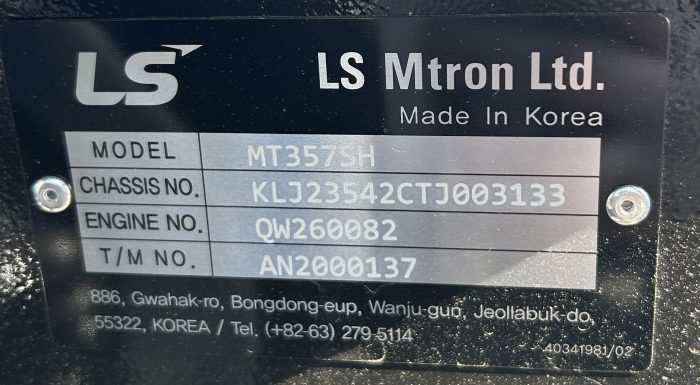 LS LS Mtron Ltd.
Made In Korea
MODEL MT357SH
CHASSIS NO. KLJ23542CTJ003133
ENGINE NO. QW260082
T/M NO. AN2000137
886, Gwahak-ro, Bongdong-eup, Wanju-gun, Jeollabuk-do,
55322, KOREA / Tel. (+82-63) 279-5114
40341981/02